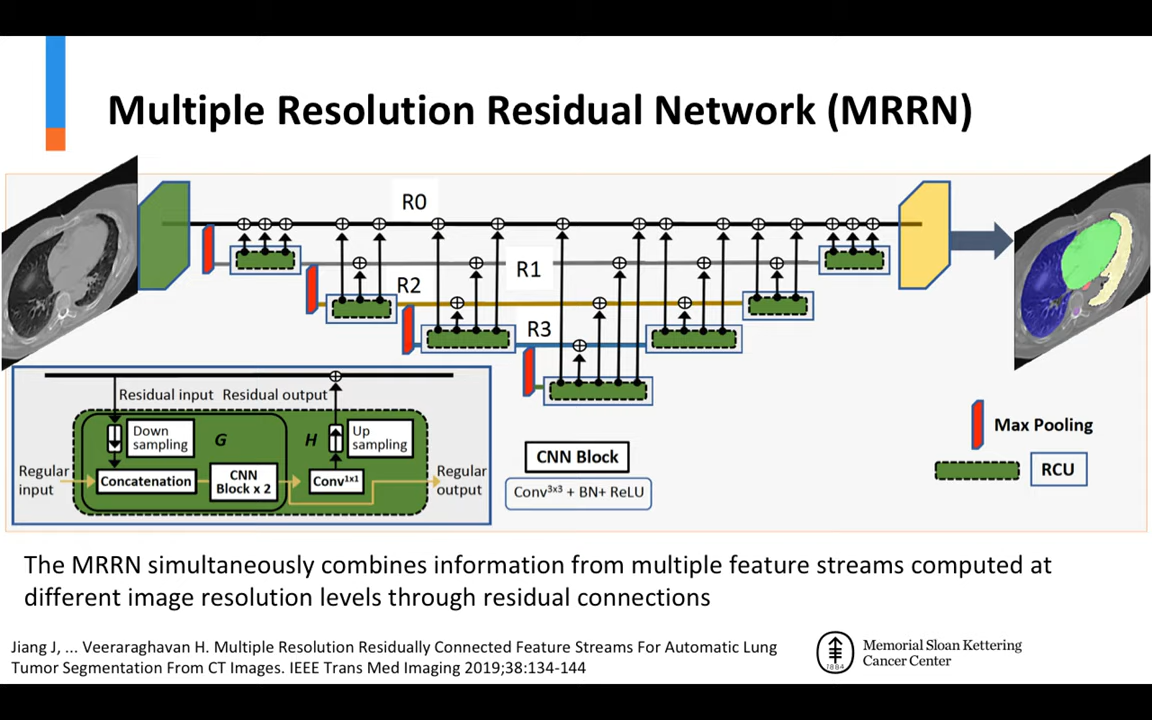 Multiple Resolution Residual Network (MRRN)
R0
R1
R2
R3
Residual input Residual output
Down
sampling
G
H
Up
sampling
Regular
input
Concatenation
CNN
Block x 2
Conv1x1
Regular
output
CNN Block
Conv3x3 + BN+ ReLU
Max Pooling
RCU
The MRRN simultaneously combines information from multiple feature streams computed at
different image resolution levels through residual connections
Jiang J, ... Veeraraghavan H. Multiple Resolution Residually Connected Feature Streams For Automatic Lung
Tumor Segmentation From CT Images. IEEE Trans Med Imaging 2019;38:134-144
1884
Memorial Sloan Kettering
Cancer Center